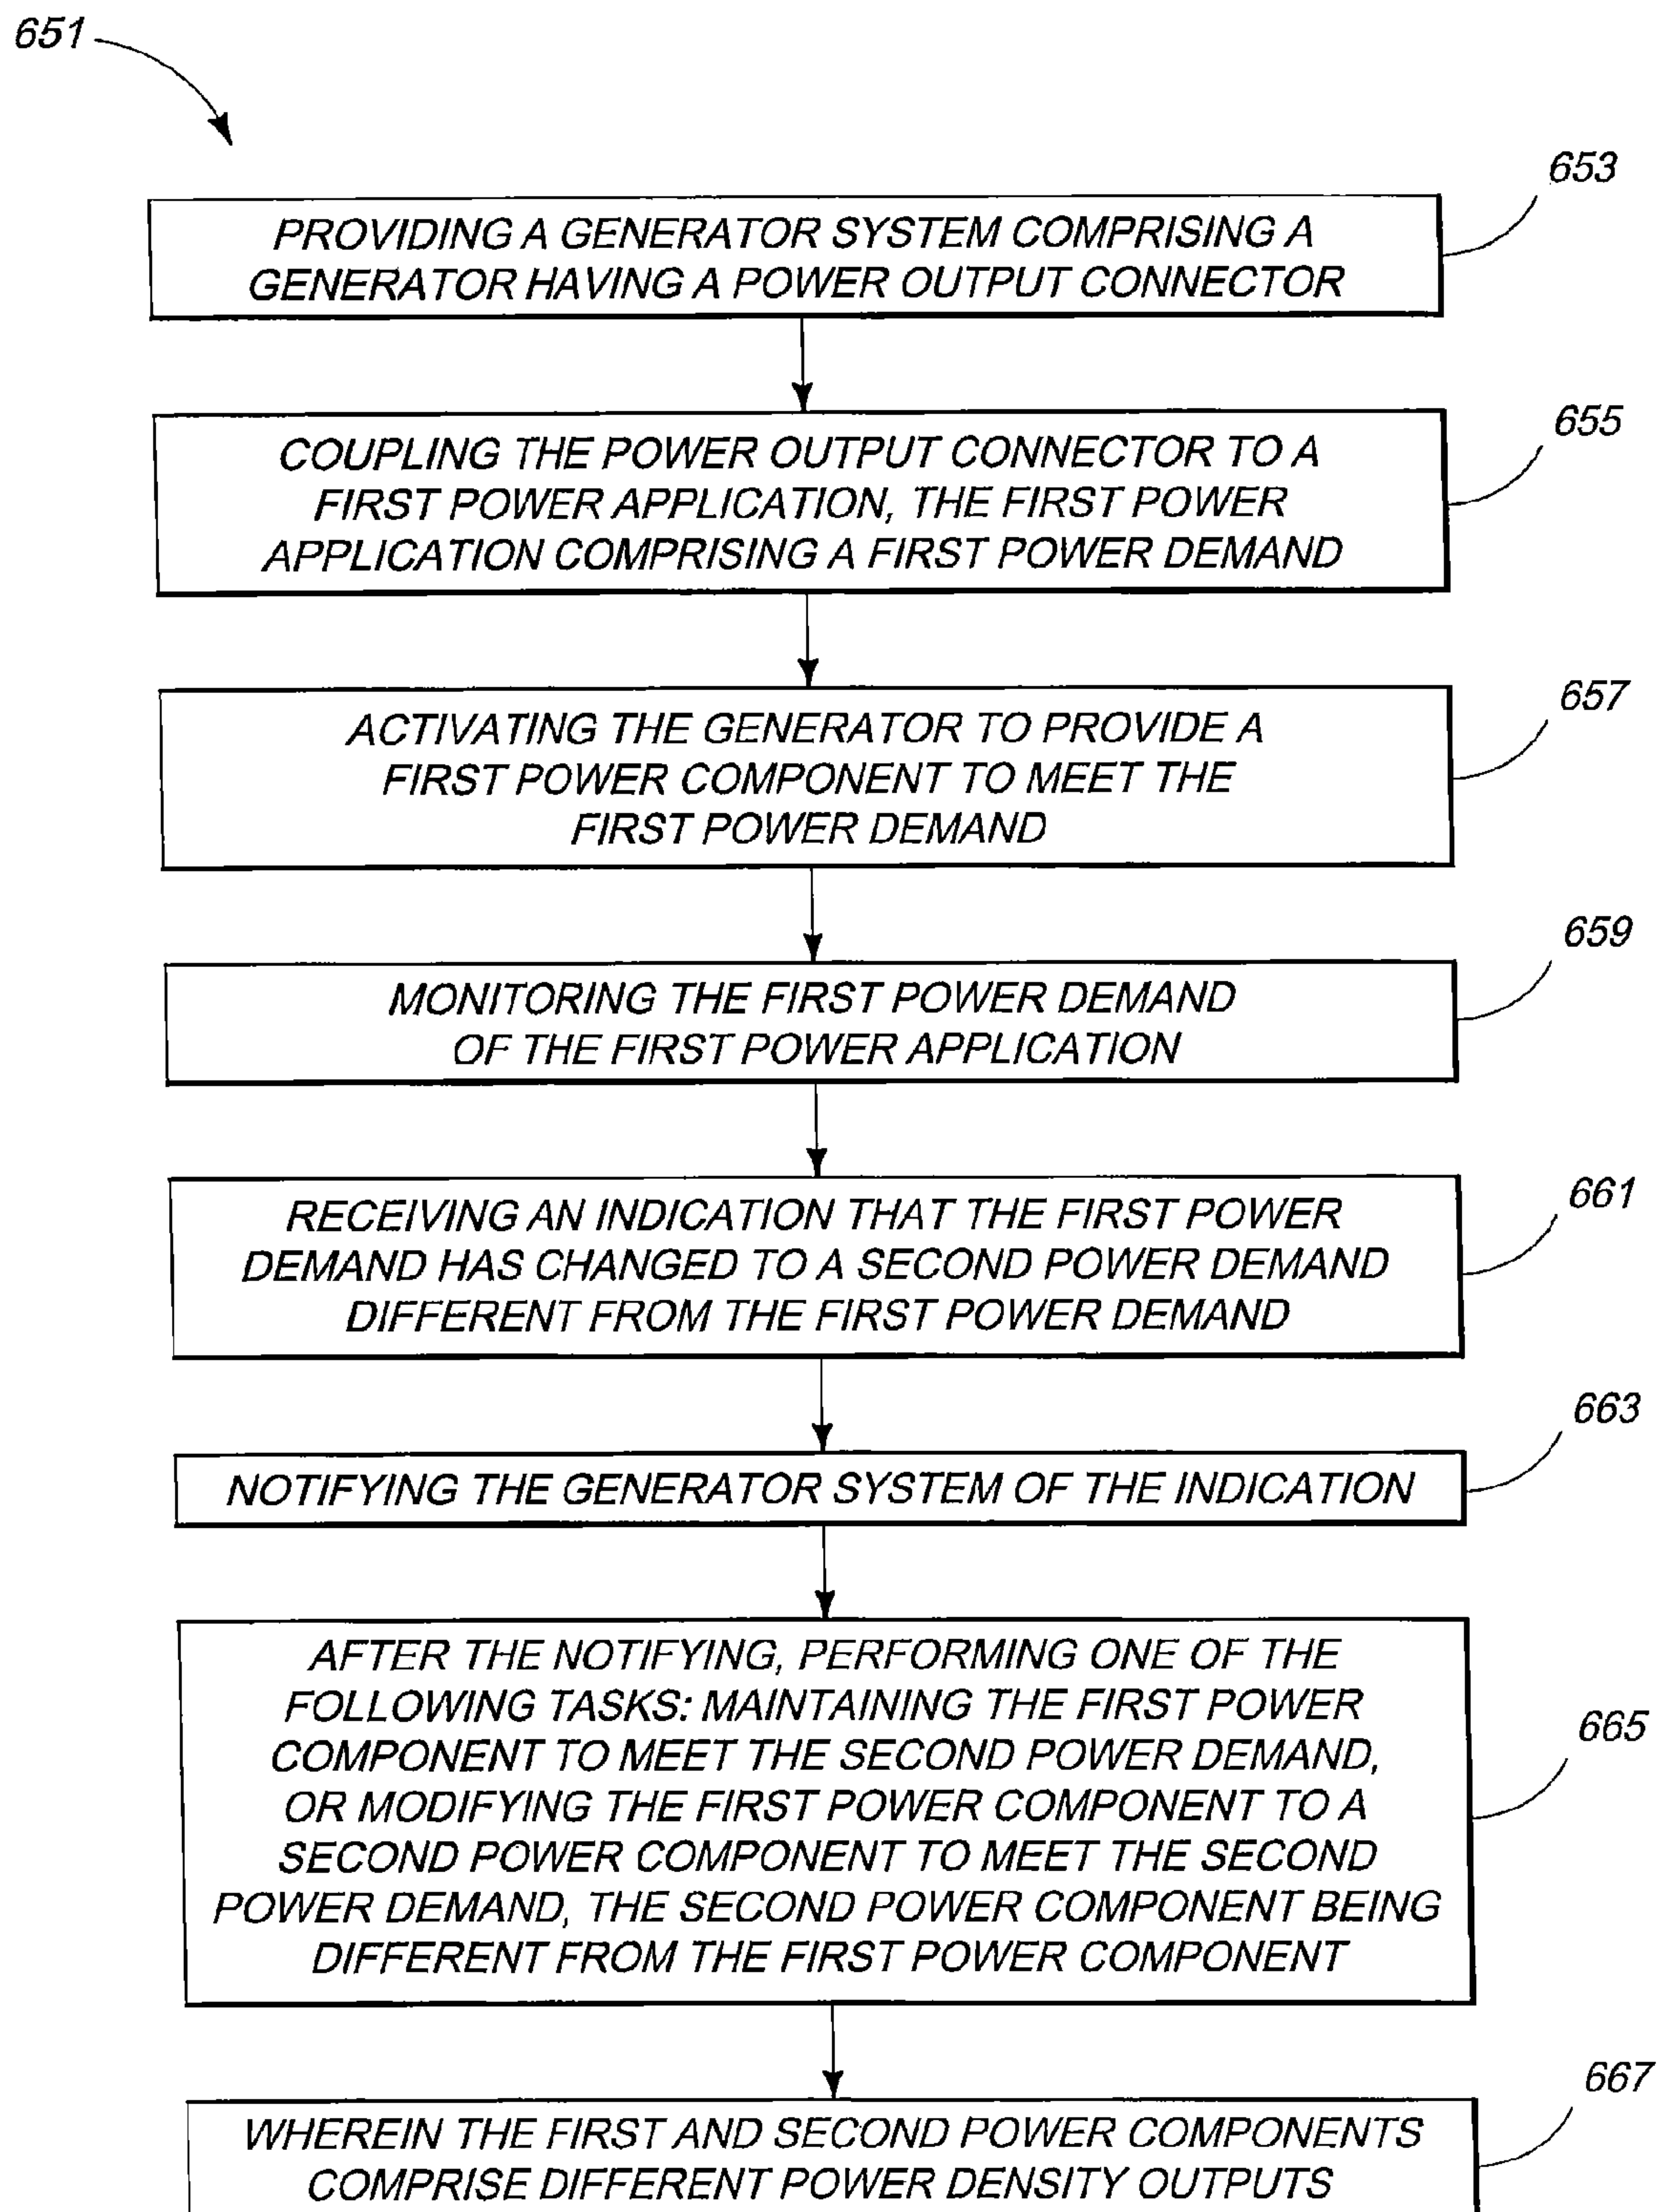 651
653
PROVIDING A GENERATOR SYSTEM COMPRISING A
GENERATOR HAVING A POWER OUTPUT CONNECTOR
655
COUPLING THE POWER OUTPUT CONNECTOR TO A
FIRST POWER APPLICATION, THE FIRST POWER
APPLICATION COMPRISING A FIRST POWER DEMAND
657
ACTIVATING THE GENERATOR TO PROVIDE A
FIRST POWER COMPONENT TO MEET THE
FIRST POWER DEMAND
659
MONITORING THE FIRST POWER DEMAND
OF THE FIRST POWER APPLICATION
661
RECEIVING AN INDICATION THAT THE FIRST POWER
DEMAND HAS CHANGED TO A SECOND POWER DEMAND
DIFFERENT FROM THE FIRST POWER DEMAND
663
NOTIFYING THE GENERATOR SYSTEM OF THE INDICATION
665
AFTER THE NOTIFYING, PERFORMING ONE OF THE
FOLLOWING TASKS: MAINTAINING THE FIRST POWER
COMPONENT TO MEET THE SECOND POWER DEMAND,
OR MODIFYING THE FIRST POWER COMPONENT TO A
SECOND POWER COMPONENT TO MEET THE SECOND
POWER DEMAND, THE SECOND POWER COMPONENT BEING
DIFFERENT FROM THE FIRST POWER COMPONENT
667
WHEREIN THE FIRST AND SECOND POWER COMPONENTS
COMPRISE DIFFERENT POWER DENSITY OUTPUTS